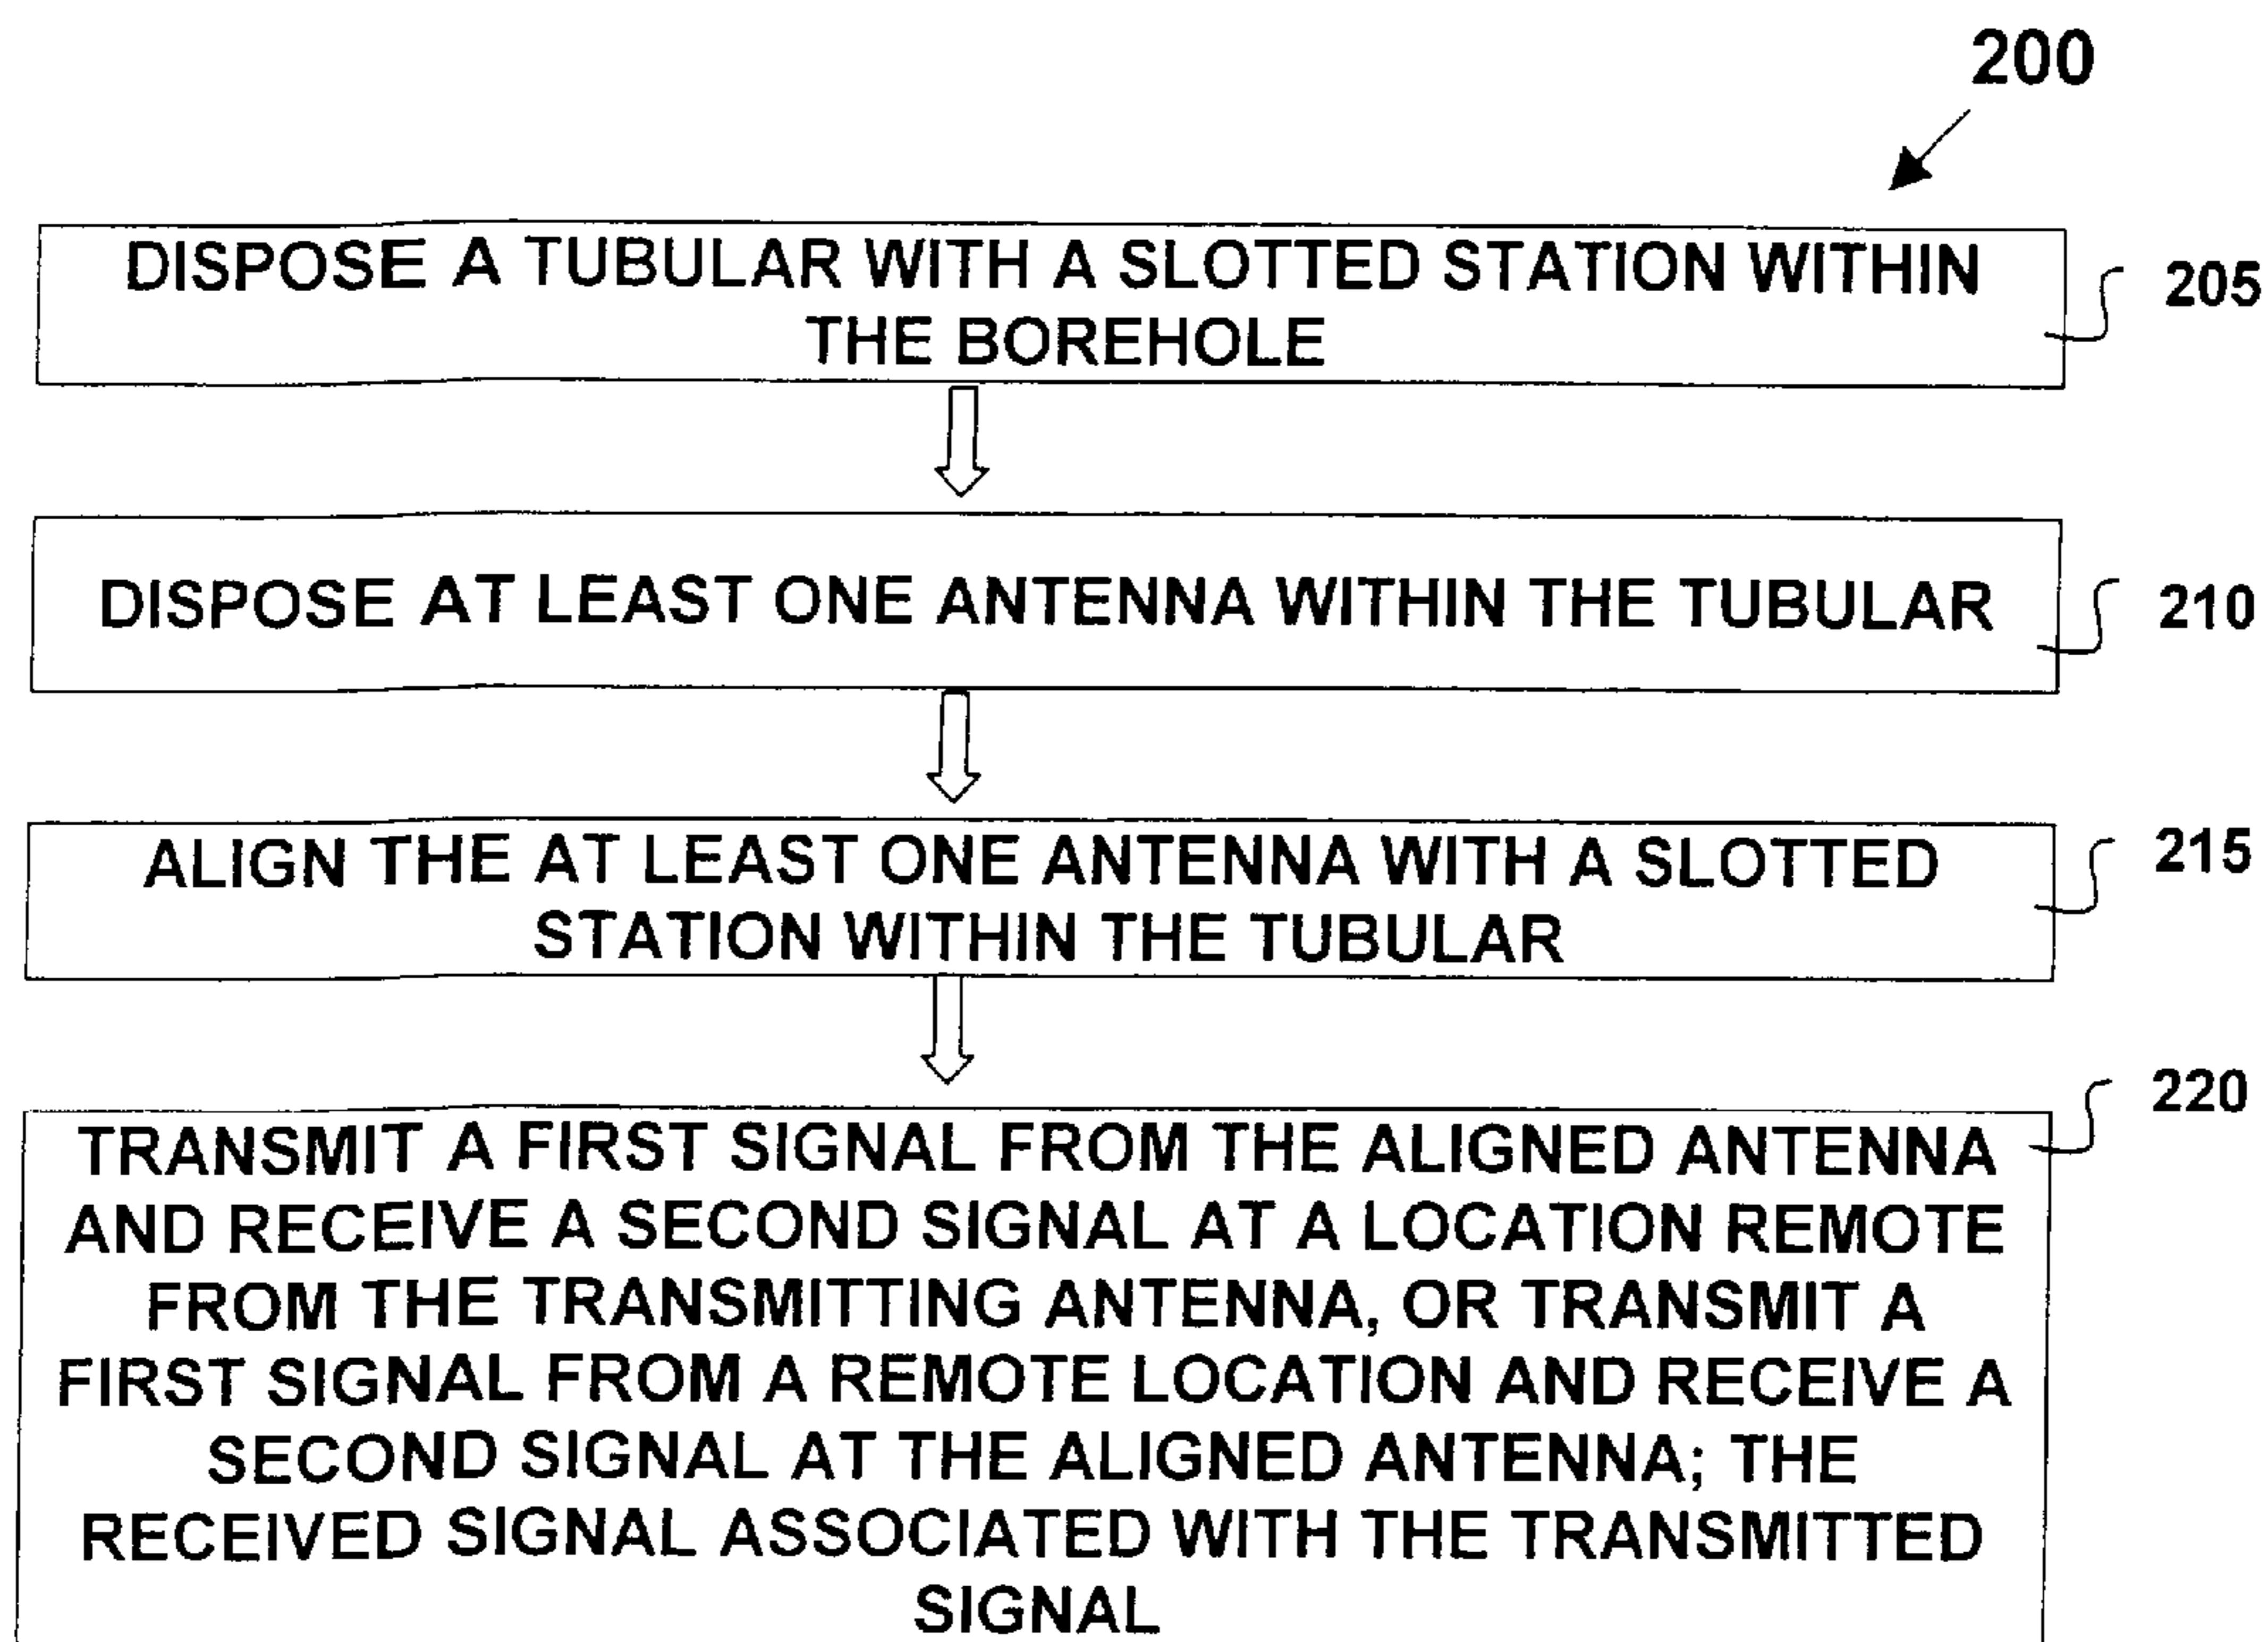 200
DISPOSE A TUBULAR WITH A SLOTTED STATION WITHIN
THE BOREHOLE
205
DISPOSE AT LEAST ONE ANTENNA WITHIN THE TUBULAR
210
ALIGN THE AT LEAST ONE ANTENNA WITH A SLOTTED
STATION WITHIN THE TUBULAR
215
220
TRANSMIT A FIRST SIGNAL FROM THE ALIGNED ANTENNA
AND RECEIVE A SECOND SIGNAL AT A LOCATION REMOTE
FROM THE TRANSMITTING ANTENNA, OR TRANSMIT A
FIRST SIGNAL FROM A REMOTE LOCATION AND RECEIVE A
SECOND SIGNAL AT THE ALIGNED ANTENNA; THE
RECEIVED SIGNAL ASSOCIATED WITH THE TRANSMITTED
SIGNAL